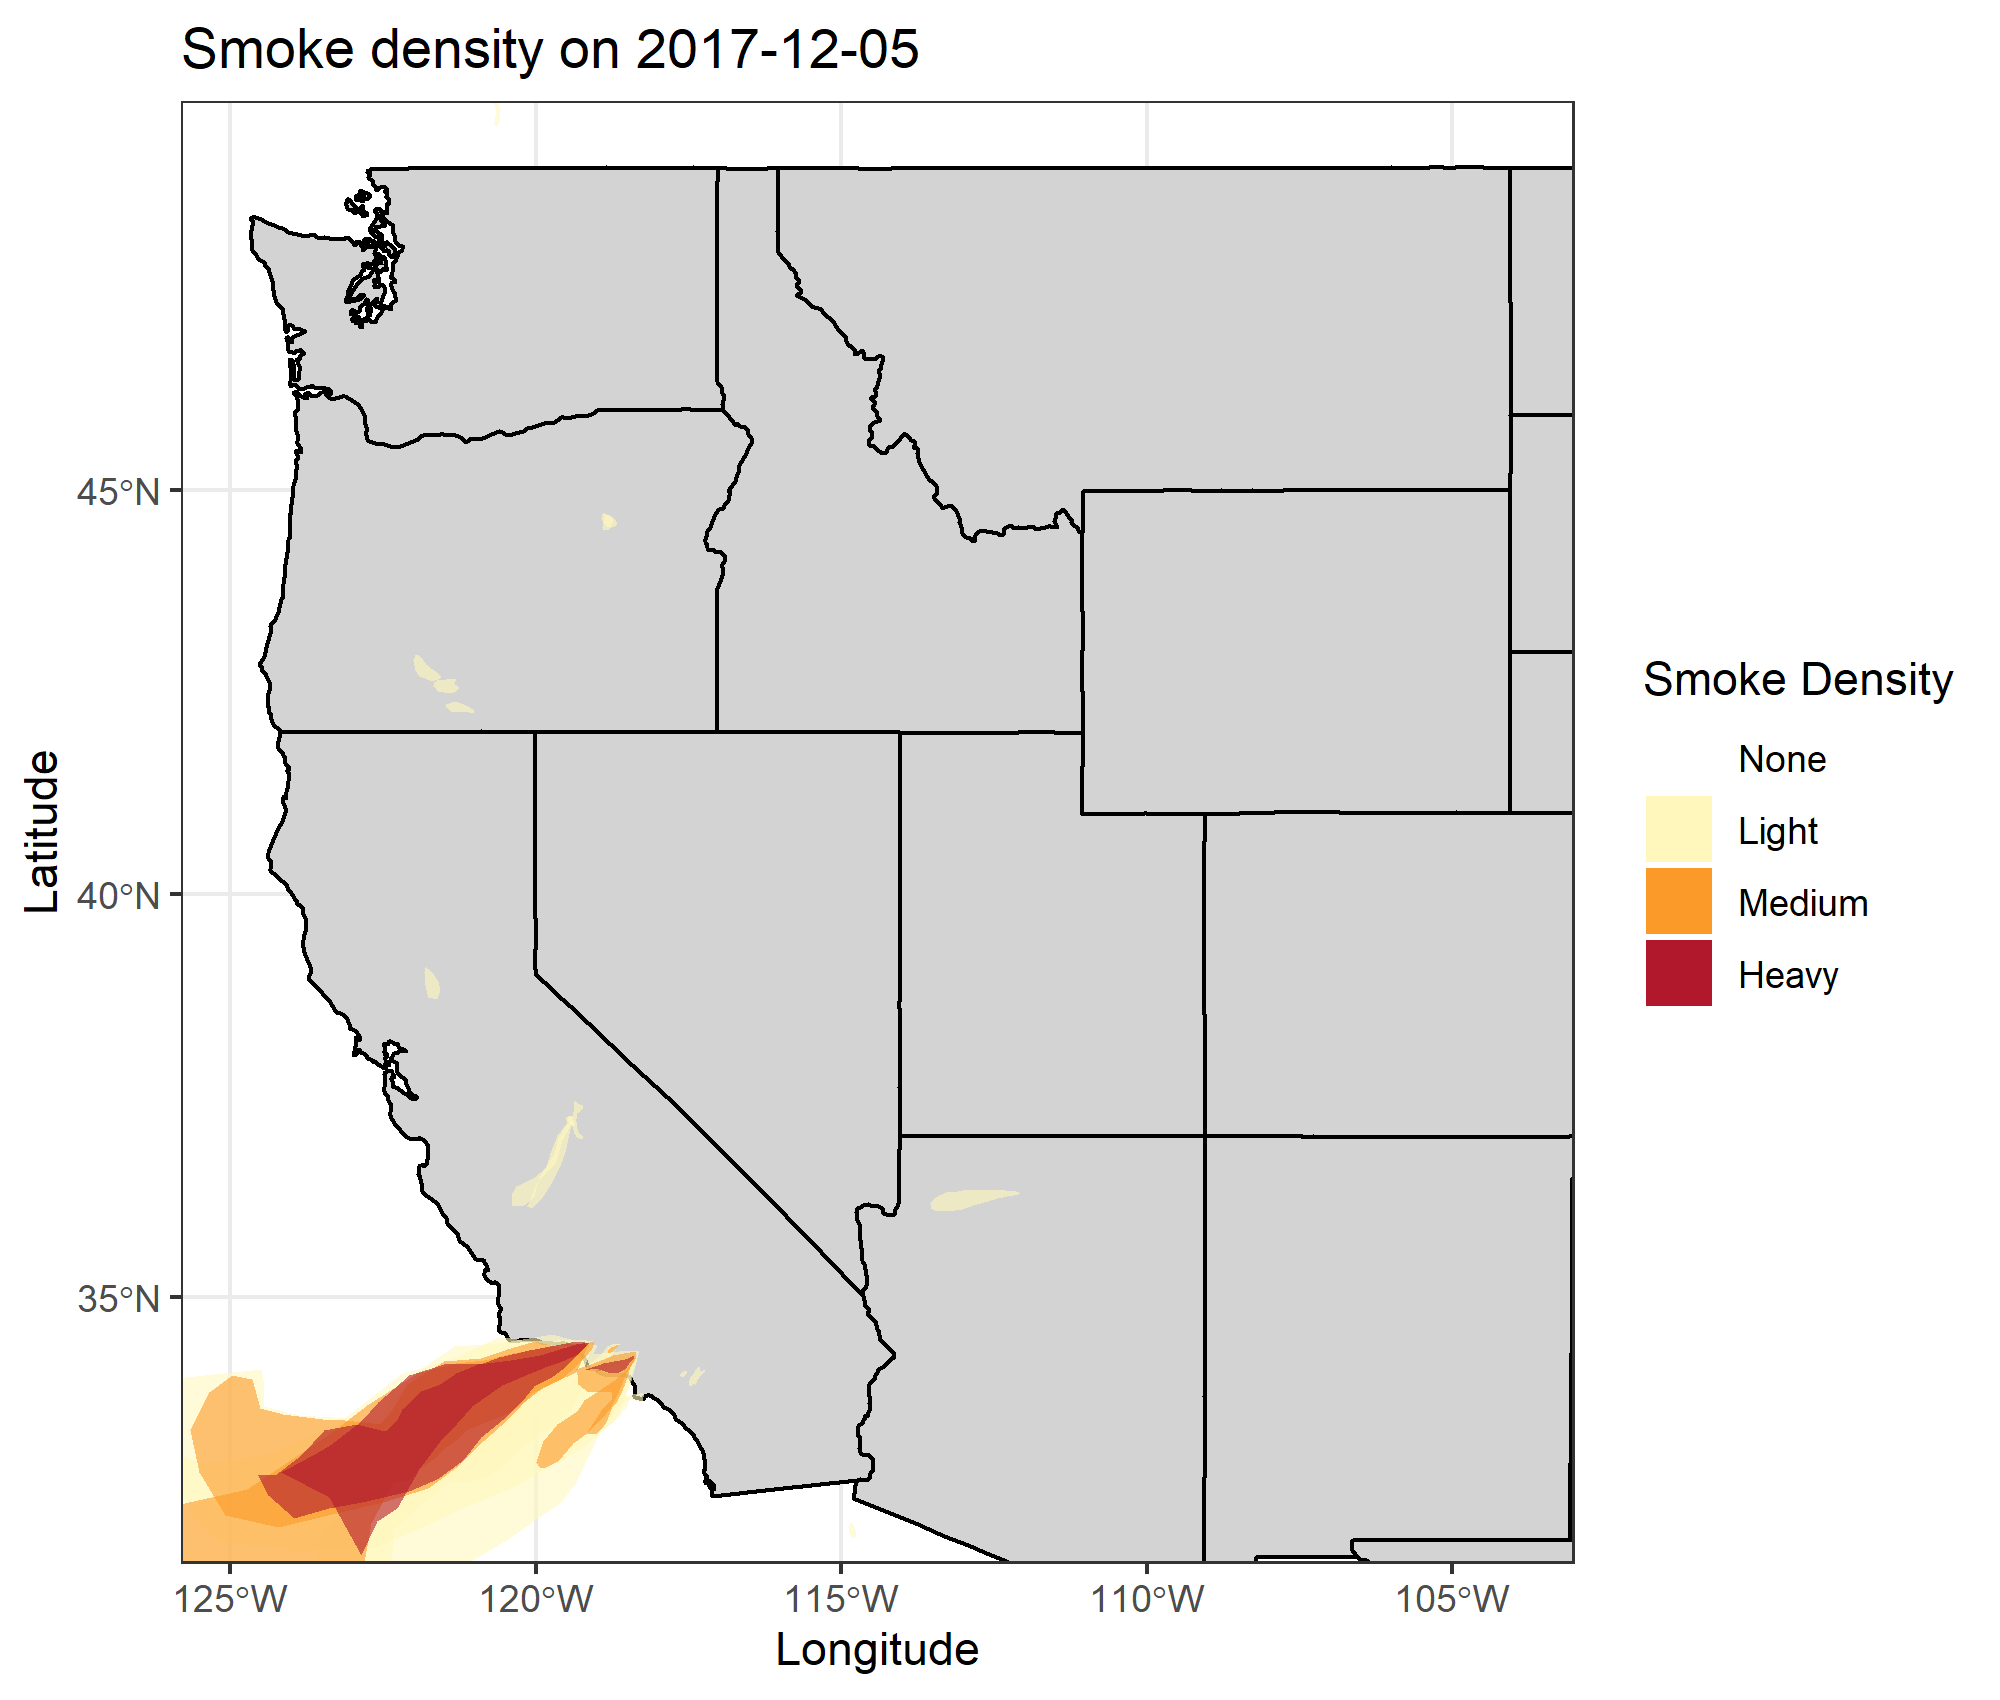 Smoke density on 2017-12-05
45°N
40°N
35°N
Latitude
125°W
120°W
115°W
110°W
105°W
Longitude
Smoke Density
None
Light
Medium
Heavy